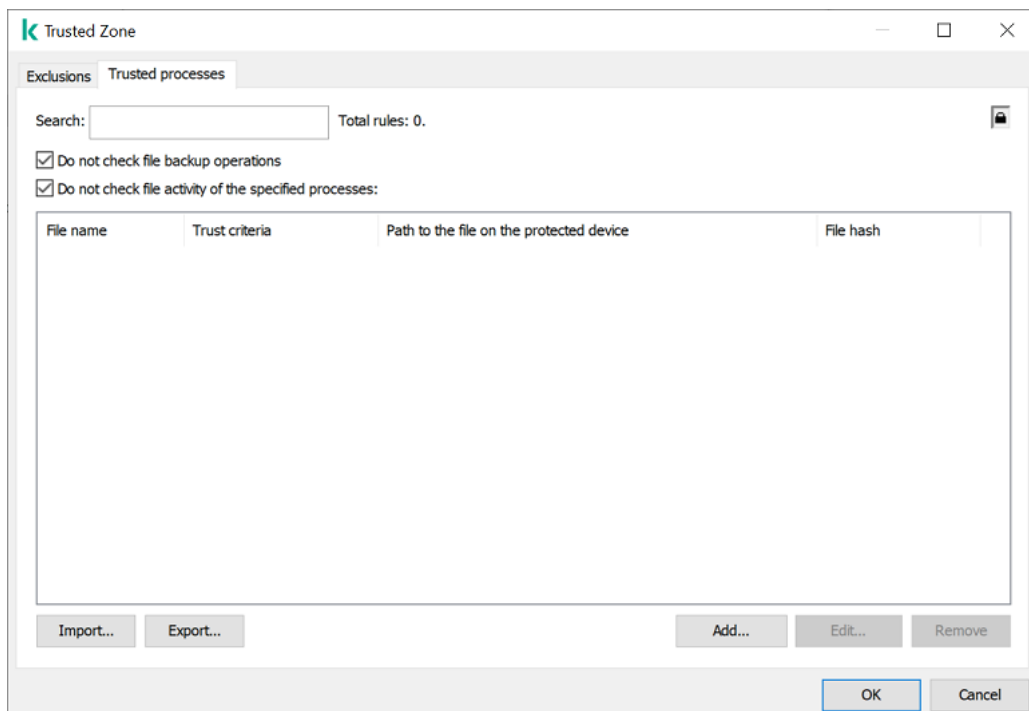 Trusted Zone
Exclusions Trusted processes
Search: Total rules: 0.
Do not check file backup operations
Do not check file activity of the specified processes:
File name Trust criteria Path to the file on the protected device File hash
Import... Export... Add... Edit... Remove
OK Cancel